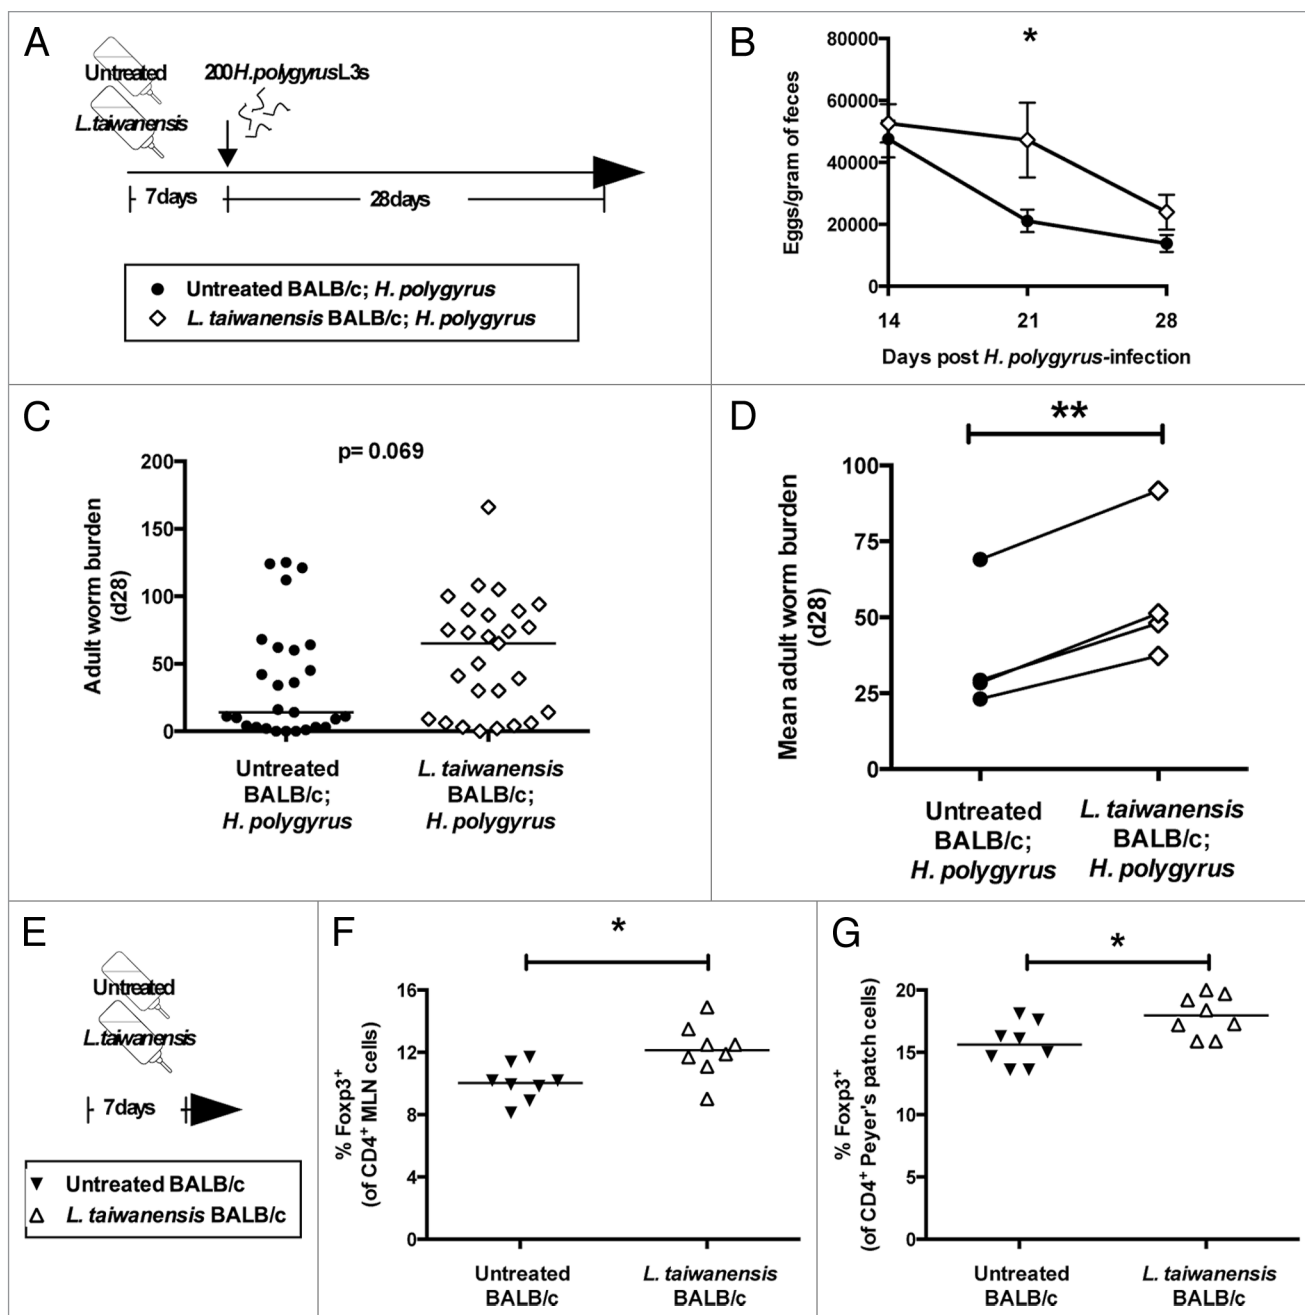 A
Untreated
L.taiwanensis
200 H.polygyrus L3s
7days
28days
Untreated BALB/c; H. polygyrus
L. taiwanensis BALB/c; H. polygyrus
B
*
80000
60000
40000
20000
0
Eggs/gram of feces
14 21 28
Days post H. polygyrus-infection
C
p= 0.069
200
150
100
50
0
Adult worm burden
(d28)
Untreated
BALB/c;
H. polygyrus
L. taiwanensis
BALB/c;
H. polygyrus
D
**
100
75
50
25
0
Mean adult worm burden
(d28)
Untreated
BALB/c;
H. polygyrus
L. taiwanensis
BALB/c;
H. polygyrus
E
Untreated
L.taiwanensis
7days
Untreated BALB/c
L. taiwanensis BALB/c
F
*
16
12
8
4
0
% Foxp3+
(of CD4+ MLN cells)
Untreated
BALB/c
L. taiwanensis
BALB/c
G
*
20
15
10
5
0
% Foxp3+
(of CD4+ Peyer's patch cells)
Untreated
BALB/c
L. taiwanensis
BALB/c